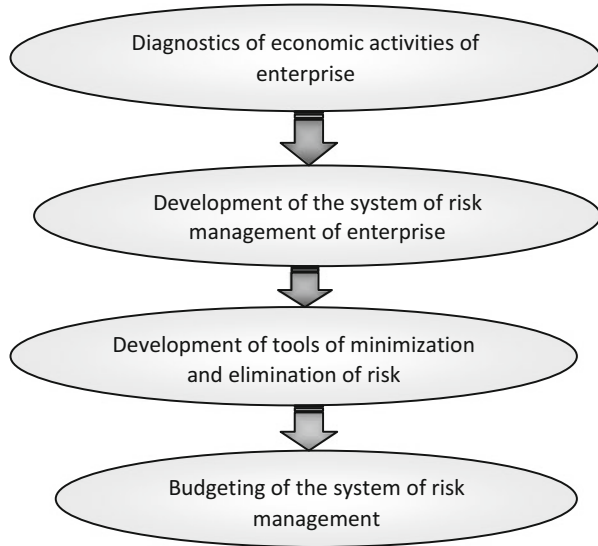 Diagnostics of economic activities of
enterprise
Development of the system of risk
management of enterprise
Development of tools of minimization
and elimination of risk
Budgeting of the system of risk
management